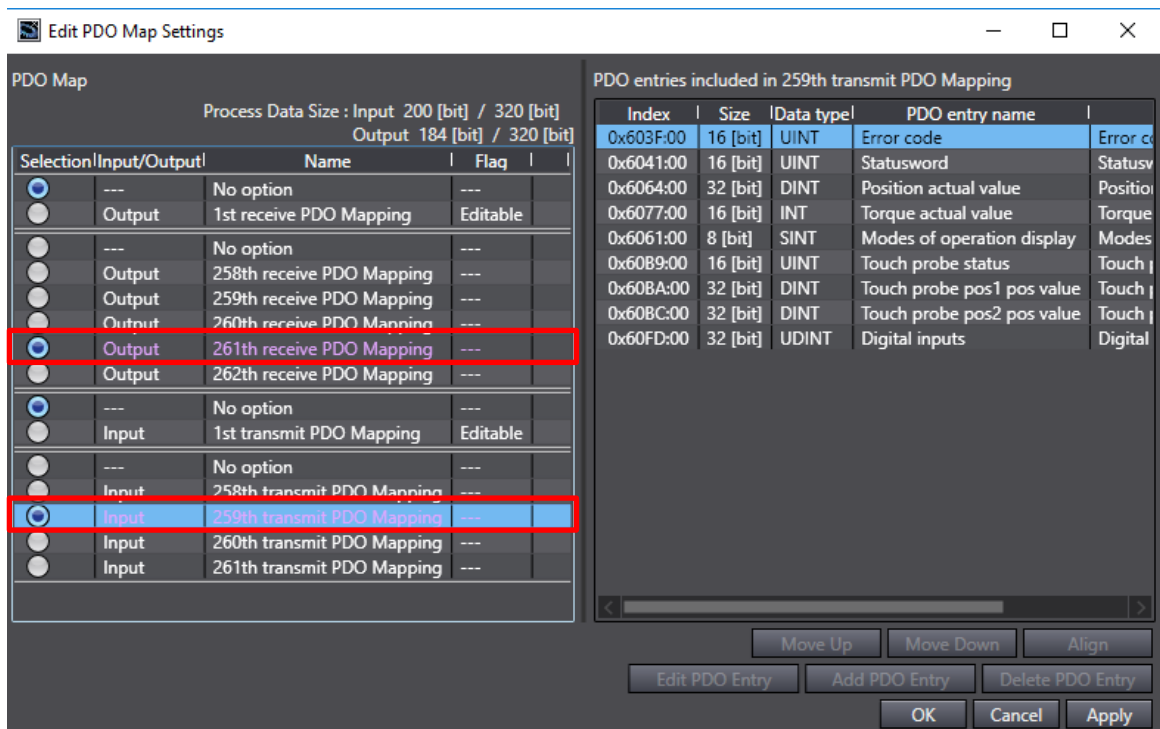 Edit PDO Map Settings
PDO Map
Process Data Size : Input 200 [bit] / 320 [bit]
Output 184 [bit] / 320 [bit]
Selection Input/Output Name Flag
--- No option ---
Output 1st receive PDO Mapping Editable
--- No option ---
Output 258th receive PDO Mapping ---
Output 259th receive PDO Mapping ---
Output 260th receive PDO Mapping ---
Output 261th receive PDO Mapping ---
Output 262th receive PDO Mapping ---
--- No option ---
Input 1st transmit PDO Mapping Editable
--- No option ---
Input 258th transmit PDO Mapping ---
Input 259th transmit PDO Mapping ---
Input 260th transmit PDO Mapping ---
Input 261th transmit PDO Mapping ---
PDO entries included in 259th transmit PDO Mapping
Index Size Data type PDO entry name
0x603F:00 16 [bit] UINT Error code Error
0x6041:00 16 [bit] UINT Statusword
0x6064:00 32 [bit] DINT Position actual value
0x6077:00 16 [bit] INT Torque actual value Torque
0x6061:00 8 [bit] SINT Modes of operation display Modes
0x60B9:00 16 [bit] UINT Touch probe status Touch
0x60BA:00 32 [bit] DINT Touch probe pos1 pos value Touch
0x60BC:00 32 [bit] DINT Touch probe pos2 pos value Touch
0x60FD:00 32 [bit] UDINT Digital inputs Digital
Move Up Move Down Align
Edit PDO Entry Add PDO Entry Delete PDO Entry
OK Cancel Apply